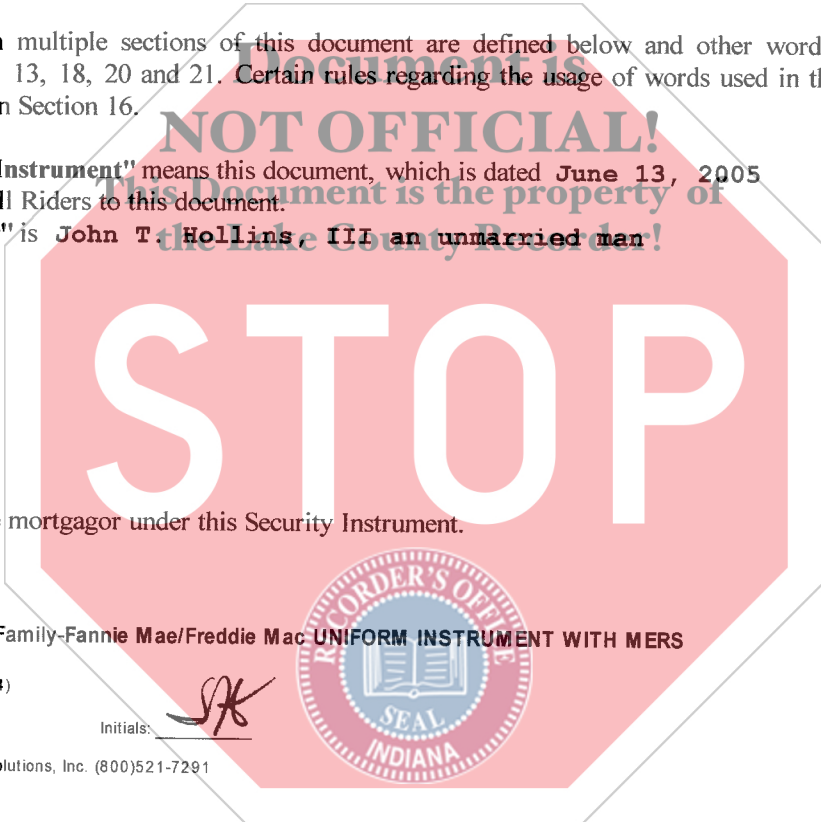 multiple sections of this document are defined below and other word
Document is
13, 18, 20 and 21. Certain rules regarding the usage of words used in th
n Section 16.
NOT OFFICIAL!
Instrument" means this document, which is dated June 13, 2005
This Document is the property of
ll Riders to this document.
" is John T. Hollins, III an unmarried man
the Lake County Recorder!
STOP
mortgagor under this Security Instrument.
RECORDER'S OFFICE
Family-Fannie Mae/Freddie Mac UNIFORM INSTRUMENT WITH MERS
SEAL
INDIANA
Initials:
lutions, Inc. (800)521-7291